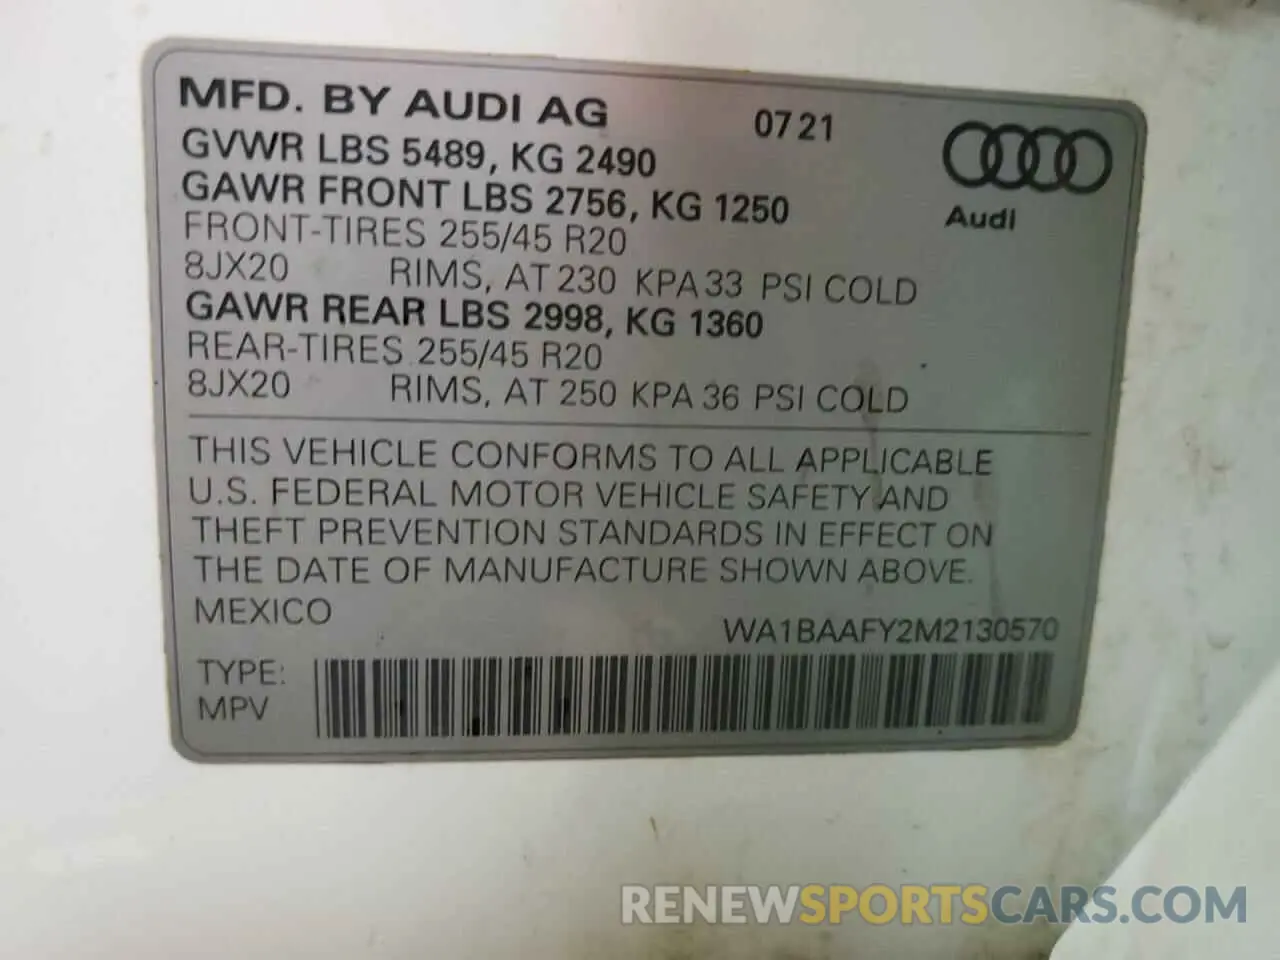 MFD. BY AUDI AG 07 21
GVWR LBS 5489, KG 2490
GAWR FRONT LBS 2756, KG 1250
FRONT-TIRES 255/45 R20
8JX20 RIMS, AT 230 KPA 33 PSI COLD
GAWR REAR LBS 2998, KG 1360
REAR-TIRES 255/45 R20
8JX20 RIMS, AT 250 KPA 36 PSI COLD
Audi
THIS VEHICLE CONFORMS TO ALL APPLICABLE
U.S. FEDERAL MOTOR VEHICLE SAFETY AND
THEFT PREVENTION STANDARDS IN EFFECT ON
THE DATE OF MANUFACTURE SHOWN ABOVE.
MEXICO
WA1BAAFY2M2130570
TYPE:
MPV
RENEWSPORTSCARS.COM